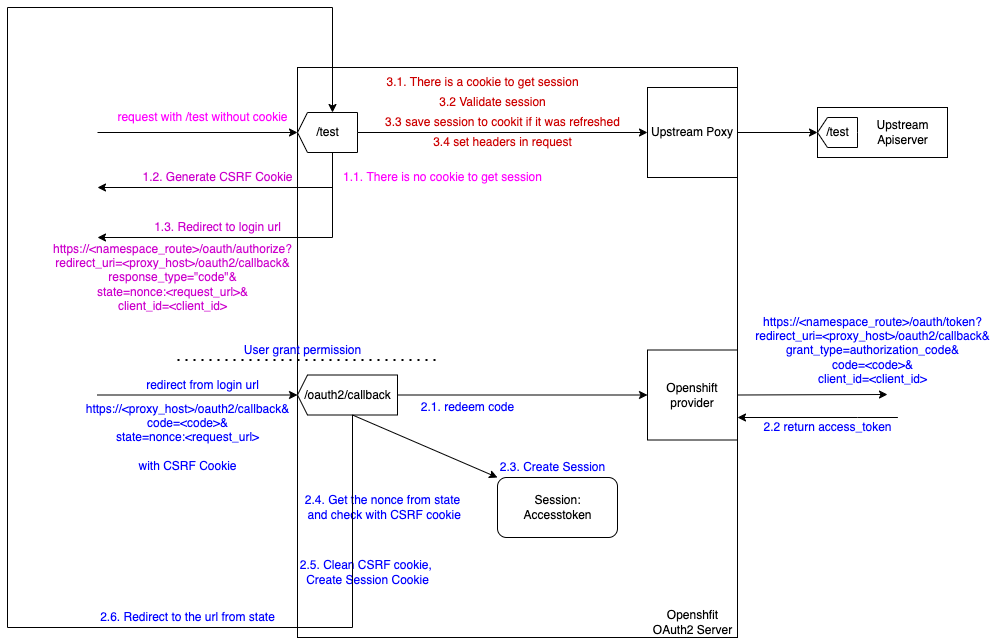 3.1. There is a cookie to get session
3.2 Validate session
3.3 save session to cookit if it was refreshed
3.4 set headers in request
request with /test without cookie
/test
Upstream Poxy
/test
Upstream
Apiserver
1.2. Generate CSRF Cookie
1.1. There is no cookie to get session
1.3. Redirect to login url
https://<namespace_route>/oauth/authorize?
redirect_uri=<proxy_host>/oauth2/callback&
response_type="code"&
state=nonce:<request_url>&
client_id=<client_id>
https://<namespace_route>/oauth/token?
redirect_uri=<proxy_host>/oauth2/callback&
grant_type=authorization_code&
code=<code>&
client_id=<client_id>
User grant permission
redirect from login url
/oauth2/callback
2.1. redeem code
Openshift
provider
2.2 return access_token
https://<proxy_host>/oauth2/callback&
code=<code>&
state=nonce:<request_url>
with CSRF Cookie
2.3. Create Session
Session:
Accesstoken
2.4. Get the nonce from state
and check with CSRF cookie
2.5. Clean CSRF cookie,
Create Session Cookie
2.6. Redirect to the url from state
Openshfit
OAuth2 Server